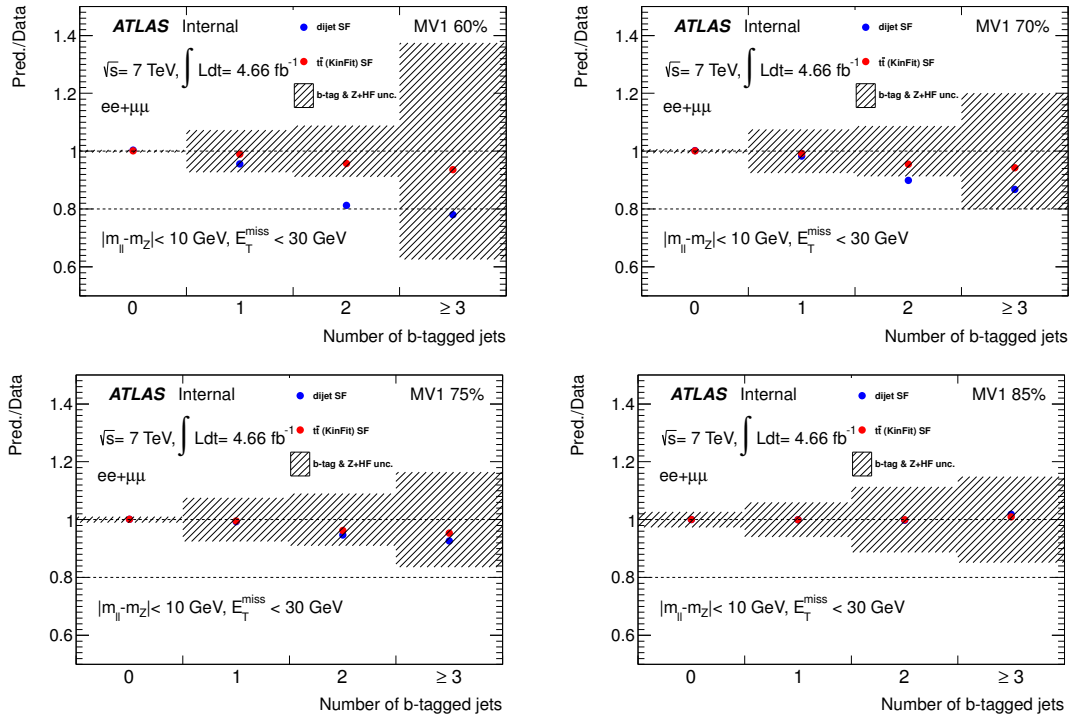 Pred./Data
1.4
1.2
1
0.8
0.6
ATLAS Internal
MV1 60%
dijet SF
√s= 7 TeV, ∫ Ldt= 4.66 fb⁻¹
tt̄ (KinFit) SF
b-tag & Z+HF unc.
ee+μμ
|m_ll-m_Z|< 10 GeV, E_T^miss < 30 GeV
0 1 2 ≥ 3
Number of b-tagged jets
Pred./Data
1.4
1.2
1
0.8
0.6
ATLAS Internal
MV1 70%
dijet SF
√s= 7 TeV, ∫ Ldt= 4.66 fb⁻¹
tt̄ (KinFit) SF
b-tag & Z+HF unc.
ee+μμ
|m_ll-m_Z|< 10 GeV, E_T^miss < 30 GeV
0 1 2 ≥ 3
Number of b-tagged jets
Pred./Data
1.4
1.2
1
0.8
0.6
ATLAS Internal
MV1 75%
dijet SF
√s= 7 TeV, ∫ Ldt= 4.66 fb⁻¹
tt̄ (KinFit) SF
b-tag & Z+HF unc.
ee+μμ
|m_ll-m_Z|< 10 GeV, E_T^miss < 30 GeV
0 1 2 ≥ 3
Number of b-tagged jets
Pred./Data
1.4
1.2
1
0.8
0.6
ATLAS Internal
MV1 85%
dijet SF
√s= 7 TeV, ∫ Ldt= 4.66 fb⁻¹
tt̄ (KinFit) SF
b-tag & Z+HF unc.
ee+μμ
|m_ll-m_Z|< 10 GeV, E_T^miss < 30 GeV
0 1 2 ≥ 3
Number of b-tagged jets